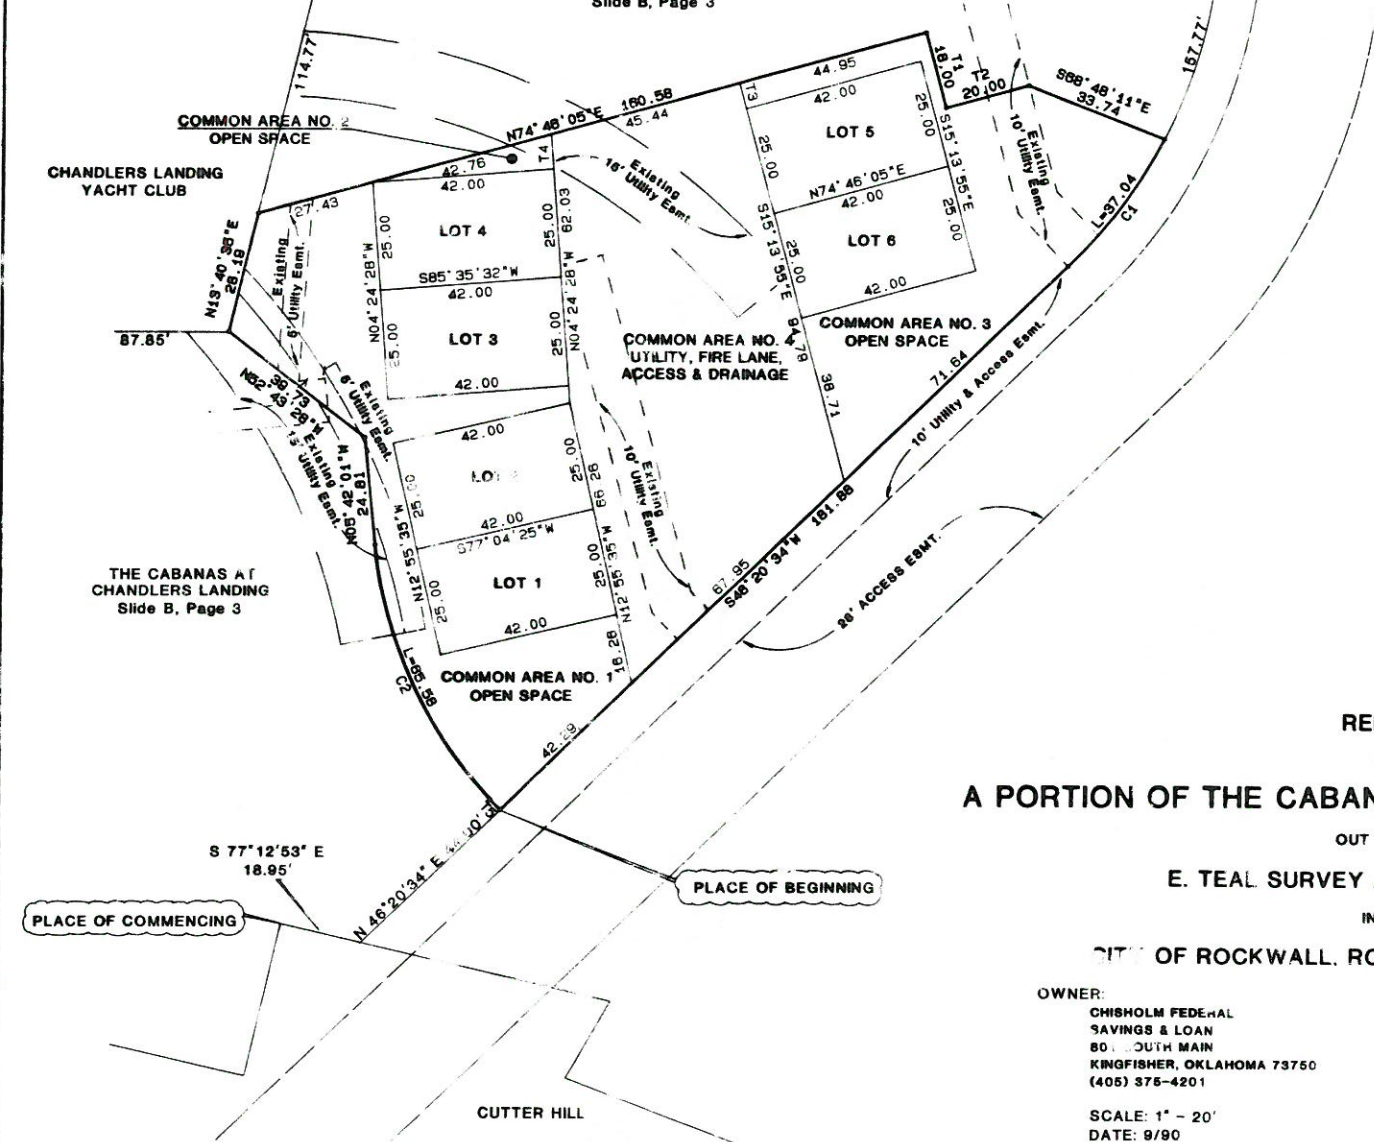 Slide B, Page 3
114.77'
157.77'
44.95
T1
18.00
T2
20.00
S68°48'11"E
33.74
COMMON AREA NO. 2
OPEN SPACE
N74°46'05"E 160.58
45.44
T3
42.00
25.00
LOT 5
25.00
S15°13'55"E
Existing
10' Utility Esmt.
CHANDLERS LANDING
YACHT CLUB
42.76
T4
42.00
Existing
15' Utility Esmt.
N74°46'05"E
42.00
27.43
LOT 4
25.00
25.00
62.03
S15°13'55"E
LOT 6
25.00
25.00
L=37.04
C1
N13°40'35"E
28.19
Existing
6' Utility Esmt.
N04°24'28"W
S85°35'32"W
42.00
N04°24'28"W
42.00
94.79
87.85'
LOT 3
25.00
25.00
COMMON AREA NO. 4
UTILITY, FIRE LANE,
ACCESS & DRAINAGE
COMMON AREA NO. 3
OPEN SPACE
71.64
10' Utility & Access Esmt.
38.71
42.00
39.73
N52°43'28"W
Existing
6' Utility Esmt.
Existing
15' Utility Esmt.
N05°42'01"W
24.81
42.00
25.00
25.00
66.26
Existing
10' Utility Esmt.
181.88
42.00
S77°04'25"W
N12°55'35"W
LOT 1
25.00
25.00
N12°55'35"W
67.95
S46°20'34"W
28' ACCESS ESMT.
THE CABANAS AT
CHANDLERS LANDING
Slide B, Page 3
42.00
16.26
L=85.58
C2
COMMON AREA NO. 1
OPEN SPACE
42.29
A PORTION OF THE
OUT
E. TEAL SURVEY
OF ROCKWALL,
S 77°12'53" E
18.95'
N 46°20'34" E
PLACE OF BEGINNING
PLACE OF COMMENCING
OWNER:
CHISHOLM FEDERAL
SAVINGS & LOAN
SOUTH MAIN
KINGFISHER, OKLAHOMA 73750
(405) 375-4201
CUTTER HILL
SCALE: 1" - 20'
DATE: 9/90